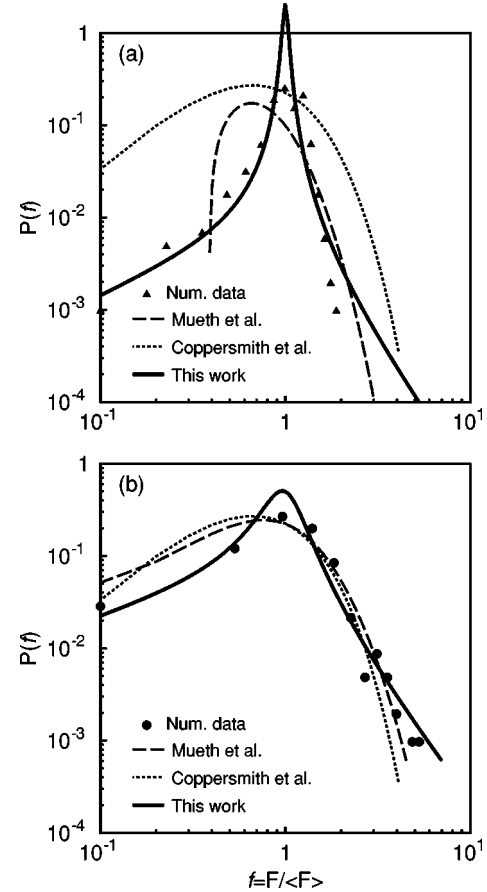 (a)
1
10-1
10-2
10-3
10-4
P(f)
Num. data
Mueth et al.
Coppersmith et al.
This work
10-1
1
101
(b)
1
10-1
10-2
10-3
10-4
P(f)
Num. data
Mueth et al.
Coppersmith et al.
This work
10-1
1
101
f=F/<F>